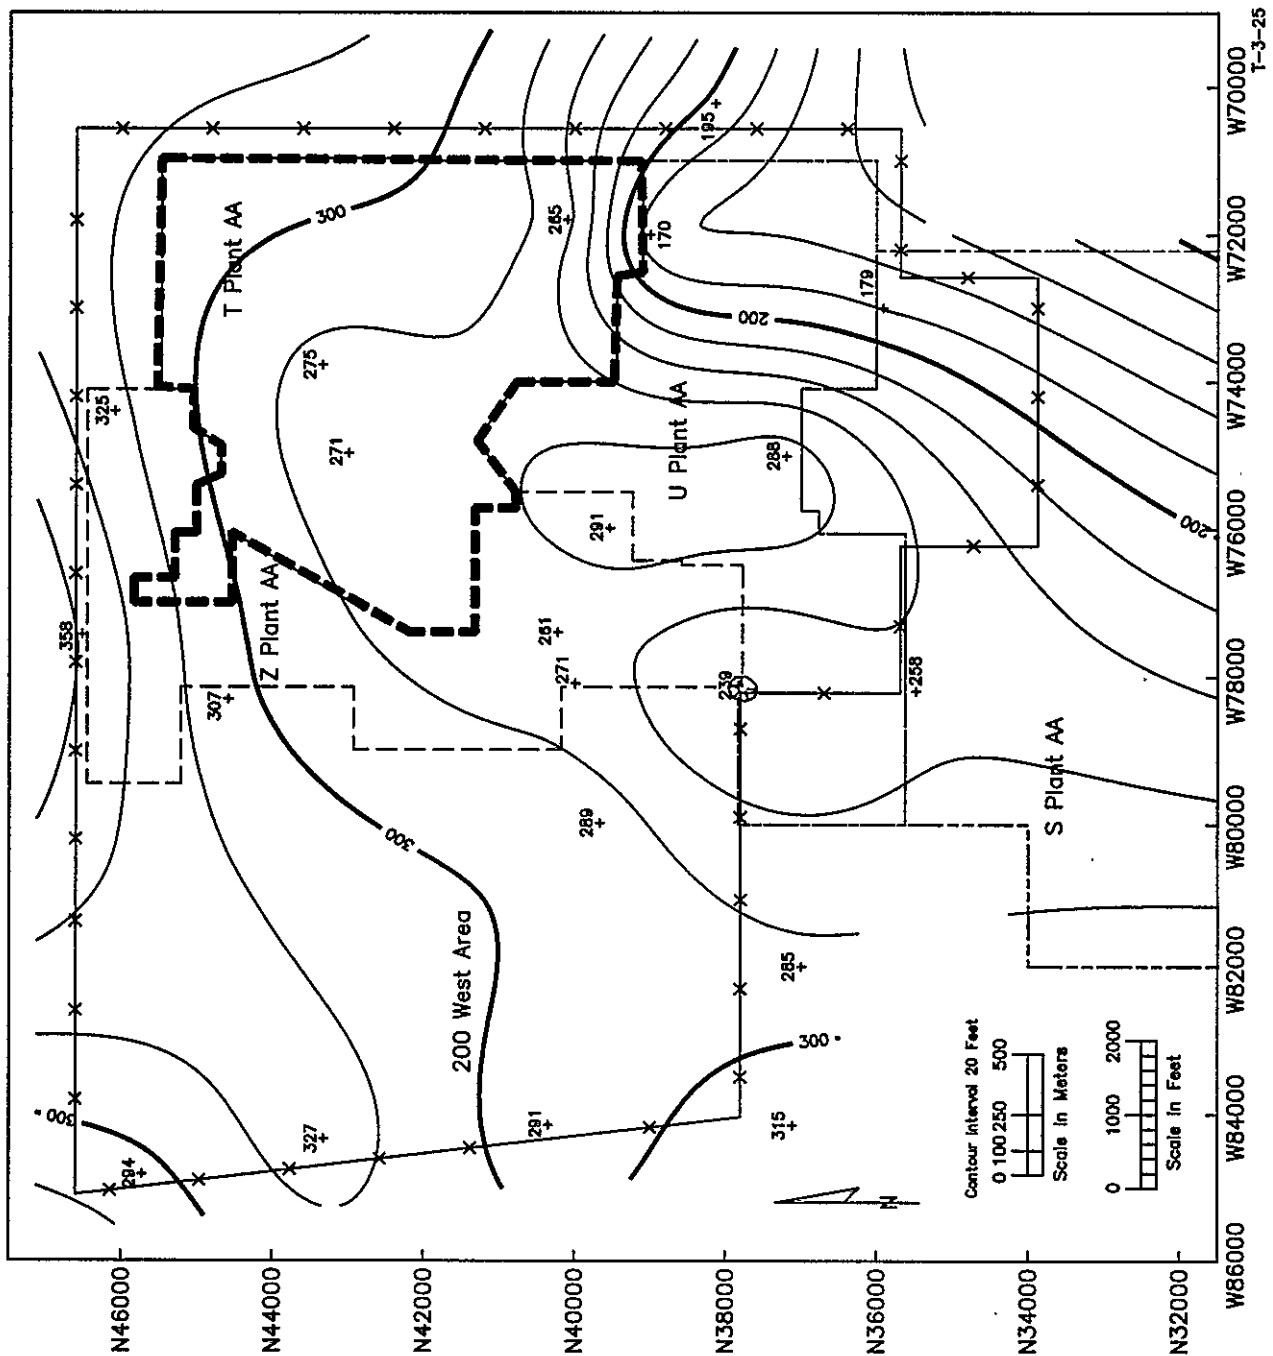 T-3-25
W70000
W72000
W74000
W76000
W78000
W80000
W82000
W84000
W86000
N46000
N44000
N42000
N40000
N38000
N36000
N34000
N32000
T Plant AA
Z Plant AA
U Plant AA
S Plant AA
200 West Area
300
300
300
300
200
200
195
170
179
265
275
271
325
358
307
288
291
251
271
239
258
289
285
315
291
327
294
Contour Interval 20 Feet
0 100 250 500
Scale in Meters
0 1000 2000
Scale in Feet
N